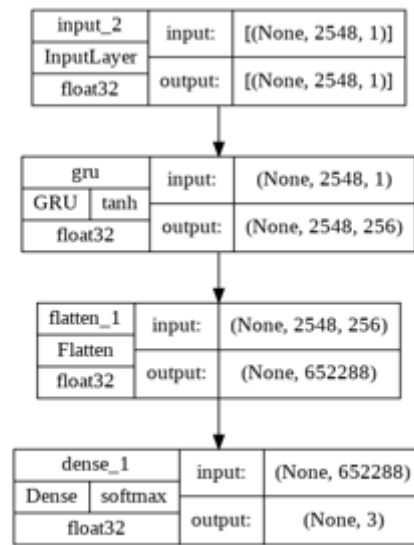 input_2
InputLayer
float32
input:
[(None, 2548, 1)]
output:
[(None, 2548, 1)]
gru
GRU tanh
float32
input:
(None, 2548, 1)
output:
(None, 2548, 256)
flatten_1
Flatten
float32
input:
(None, 2548, 256)
output:
(None, 652288)
dense_1
Dense softmax
float32
input:
(None, 652288)
output:
(None, 3)